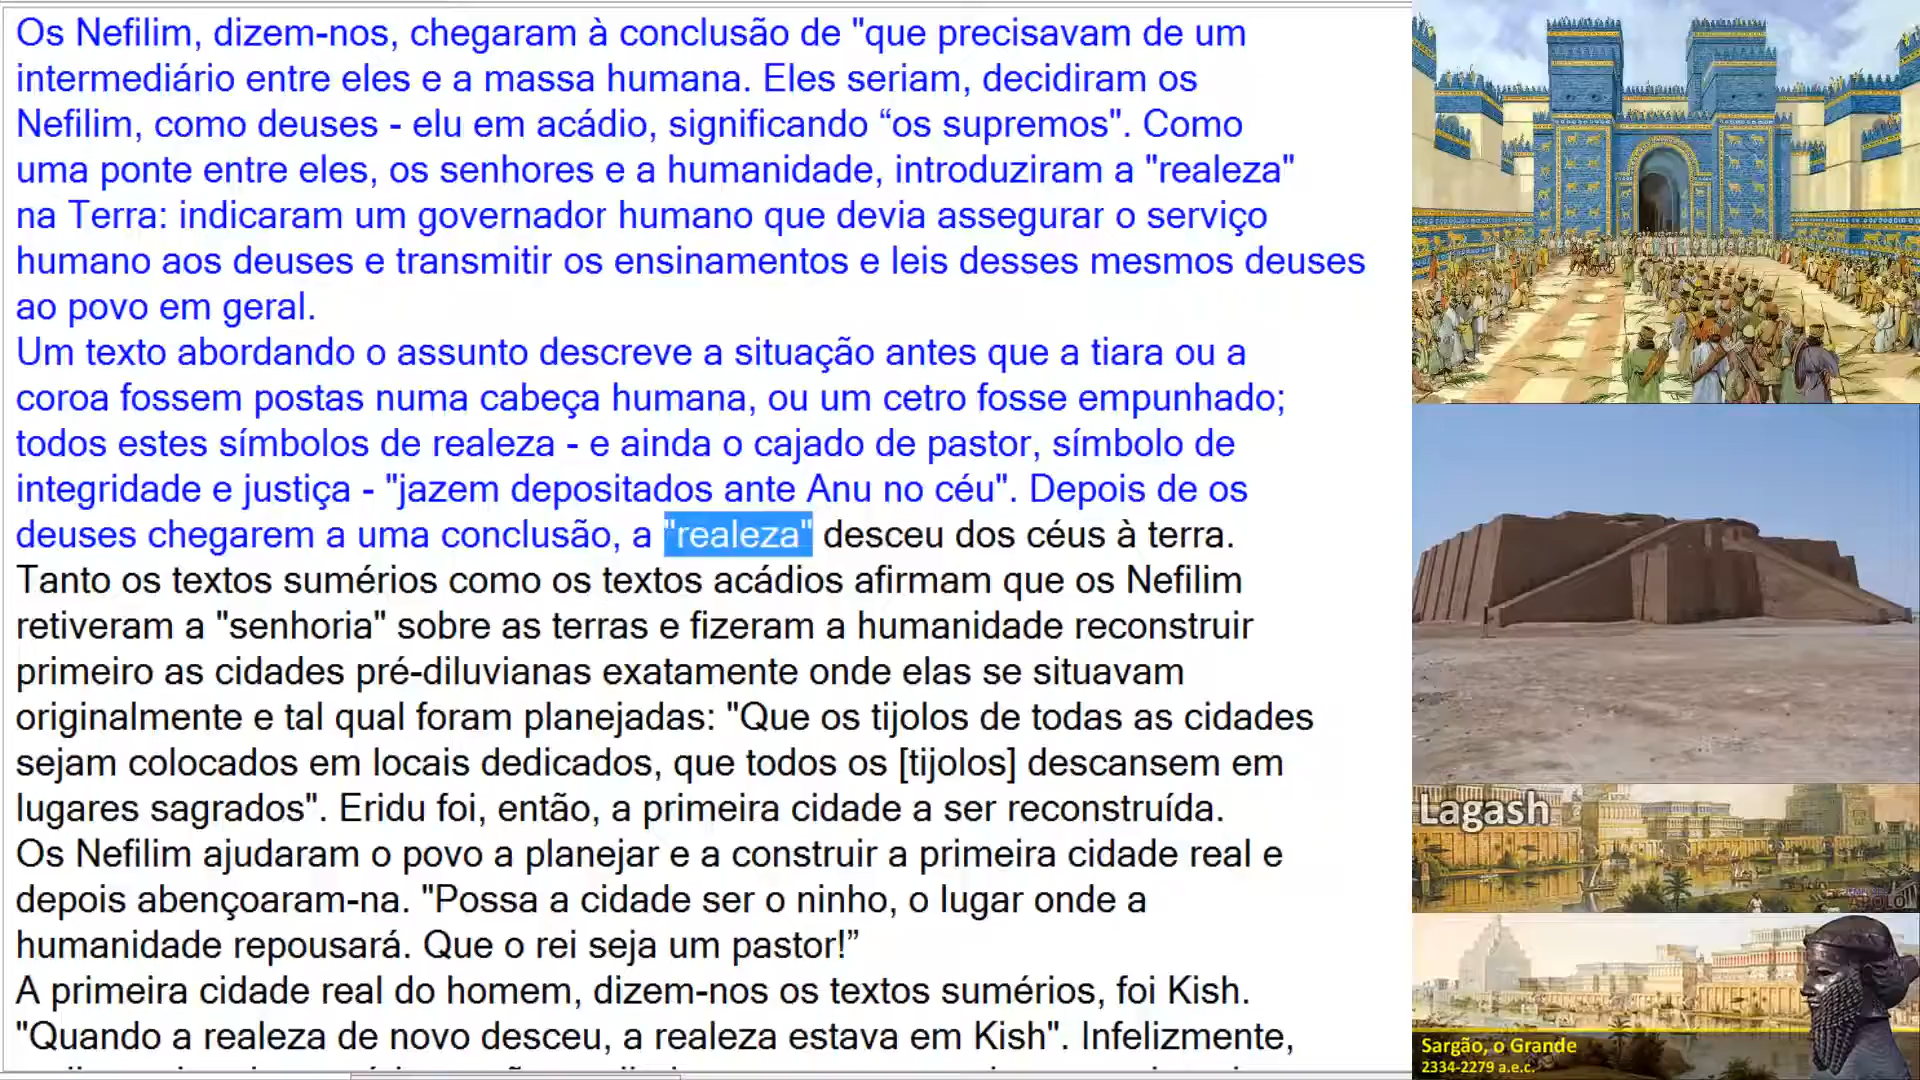 Os Nefilim, dizem-nos, chegaram à conclusão de "que precisavam de um
intermediário entre eles e a massa humana. Eles seriam, decidiram os
Nefilim, como deuses - elu em acádio, significando “os supremos". Como
uma ponte entre eles, os senhores e a humanidade, introduziram a "realeza"
na Terra: indicaram um governador humano que devia assegurar o serviço
humano aos deuses e transmitir os ensinamentos e leis desses mesmos deuses
ao povo em geral.
Um texto abordando o assunto descreve a situação antes que a tiara ou a
coroa fossem postas numa cabeça humana, ou um cetro fosse empunhado;
todos estes símbolos de realeza - e ainda o cajado de pastor, símbolo de
integridade e justiça - "jazem depositados ante Anu no céu". Depois de os
deuses chegarem a uma conclusão, a "realeza" desceu dos céus à terra.
Tanto os textos sumérios como os textos acádios afirmam que os Nefilim
retiveram a "senhoria" sobre as terras e fizeram a humanidade reconstruir
primeiro as cidades pré-diluvianas exatamente onde elas se situavam
originalmente e tal qual foram planejadas: "Que os tijolos de todas as cidades
sejam colocados em locais dedicados, que todos os [tijolos] descansem em
lugares sagrados". Eridu foi, então, a primeira cidade a ser reconstruída.
Os Nefilim ajudaram o povo a planejar e a construir a primeira cidade real e
depois abençoaram-na. "Possa a cidade ser o ninho, o lugar onde a
humanidade repousará. Que o rei seja um pastor!”
A primeira cidade real do homem, dizem-nos os textos sumérios, foi Kish.
"Quando a realeza de novo desceu, a realeza estava em Kish". Infelizmente,
Lagash
APOLO
Sargão, o Grande
2334-2279 a.e.c.